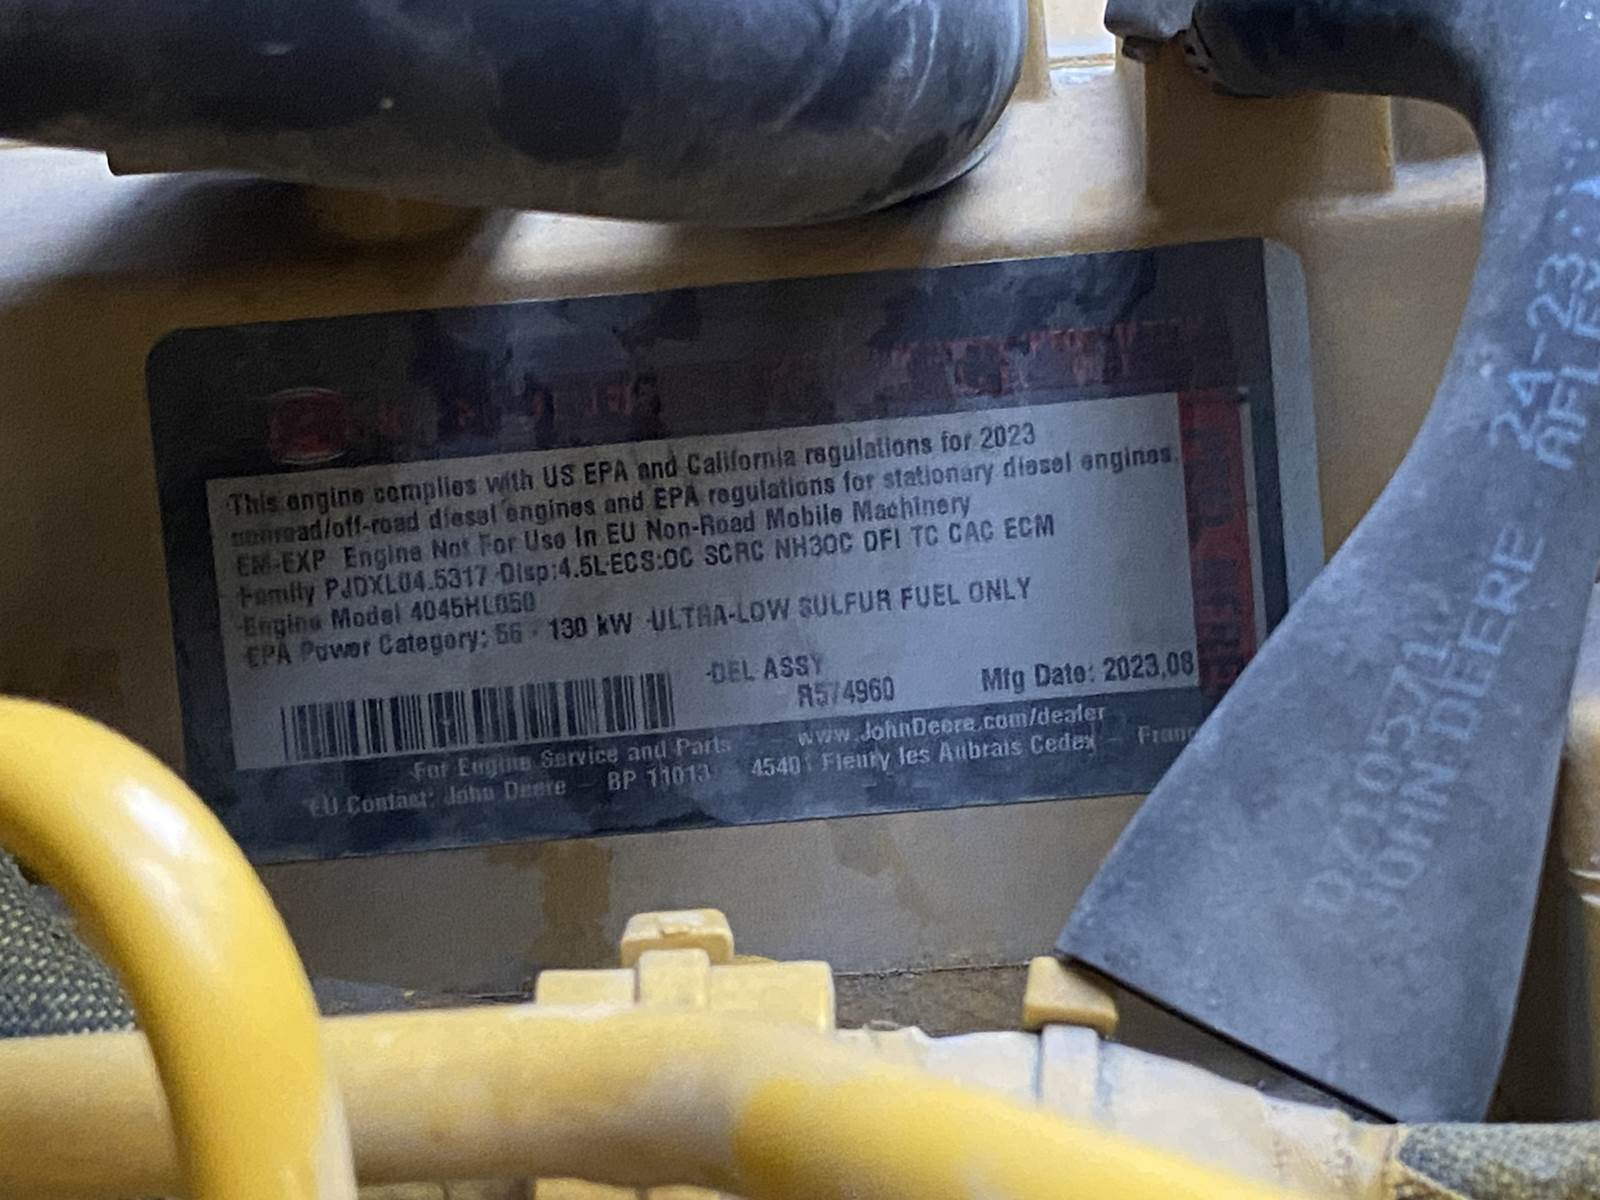 This engine complies with US EPA and California regulations for 2023
nonroad/off-road diesel engines and EPA regulations for stationary diesel engines.
EM-EXP Engine Not For Use In EU Non-Road Mobile Machinery
Family PJDXL04.5317 Disp:4.5L ECS:OC SCRC NH3OC DFI TC CAC ECM
Engine Model 4045HL050
EPA Power Category: 56 - 130 kW ULTRA-LOW SULFUR FUEL ONLY
DEL ASSY
R574960 Mfg Date: 2023.08
For Engine Service and Parts — www.JohnDeere.com/dealer
EU Contact: John Deere – BP 11013 45401 Fleury les Aubrais Cedex –
24-23
JOHN DEERE